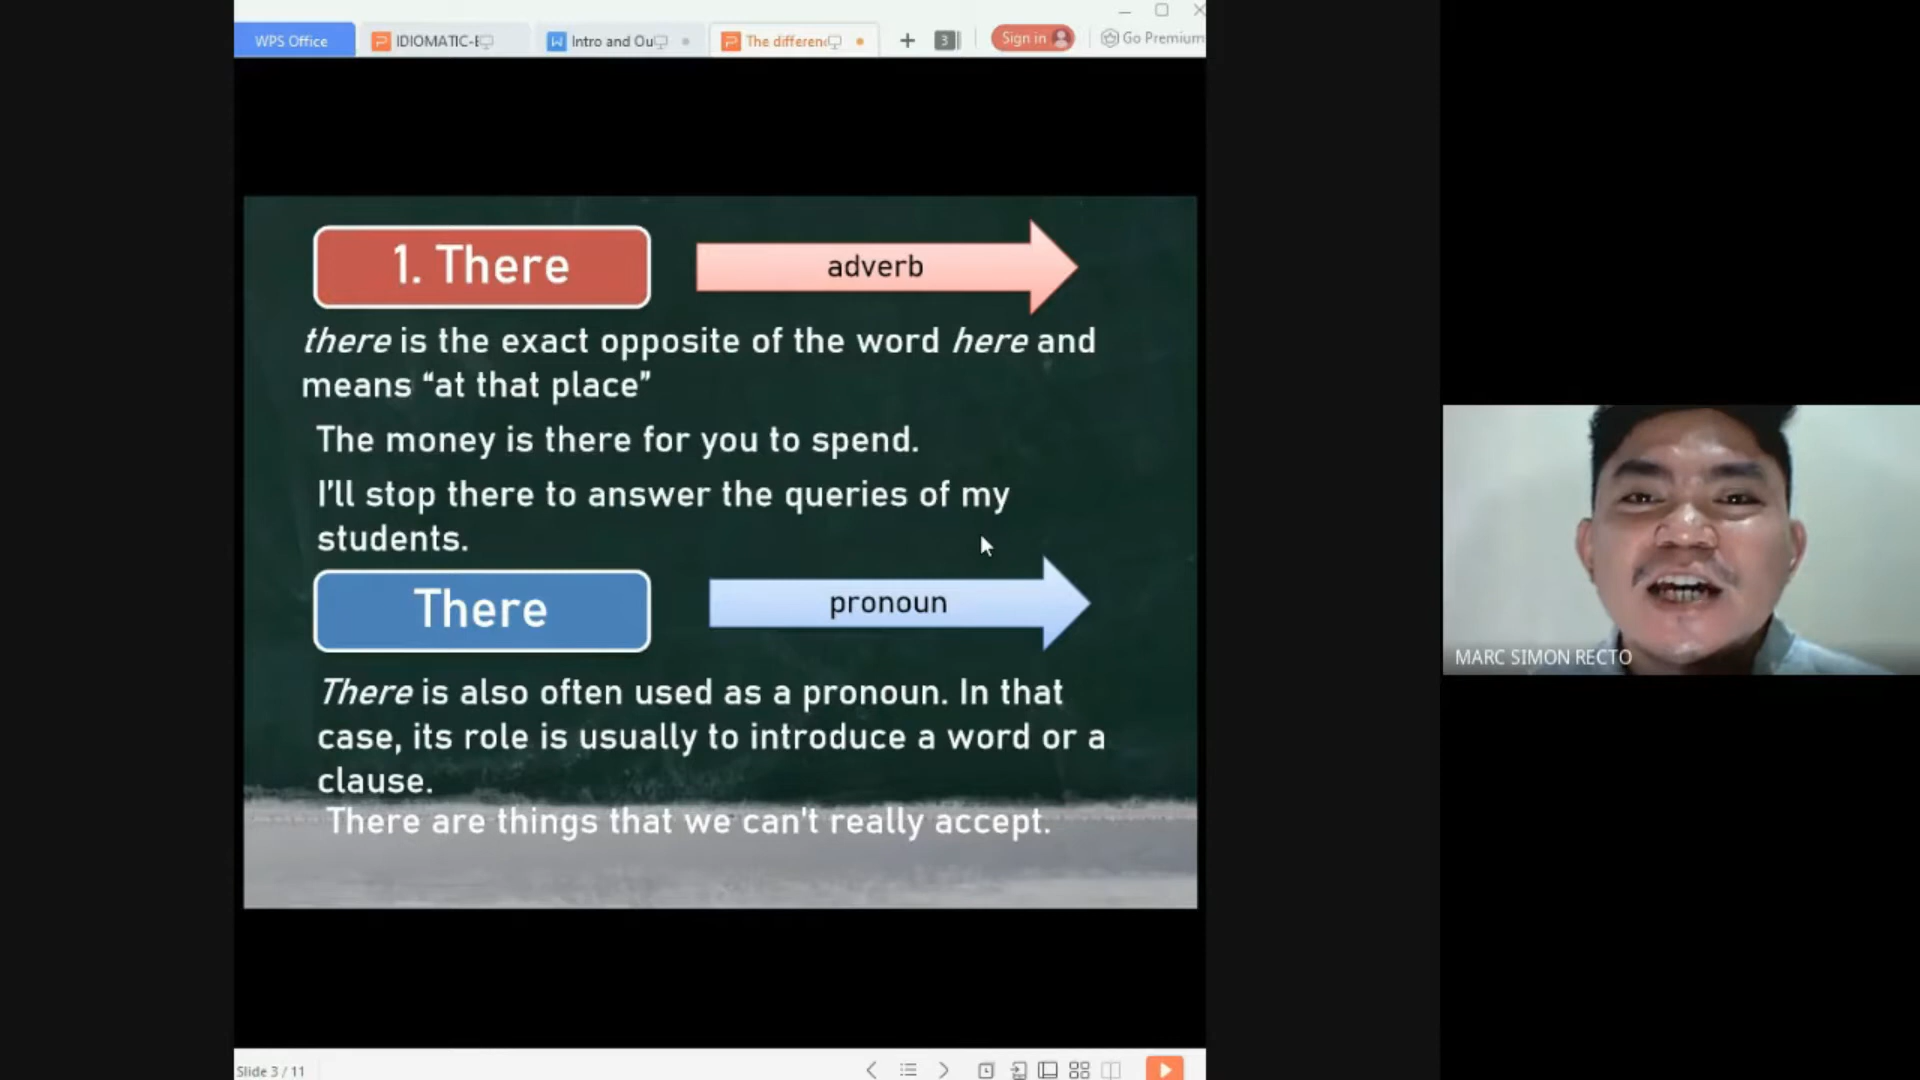 WPS Office
IDIOMATIC-E
Intro and Ou
The differen
3
Sign in
Go Premium
1. There
adverb
there is the exact opposite of the word here and
means “at that place”
The money is there for you to spend.
I'll stop there to answer the queries of my
students.
There
pronoun
There is also often used as a pronoun. In that
case, its role is usually to introduce a word or a
clause.
There are things that we can't really accept.
MARC SIMON RECTO
Slide 3 / 11